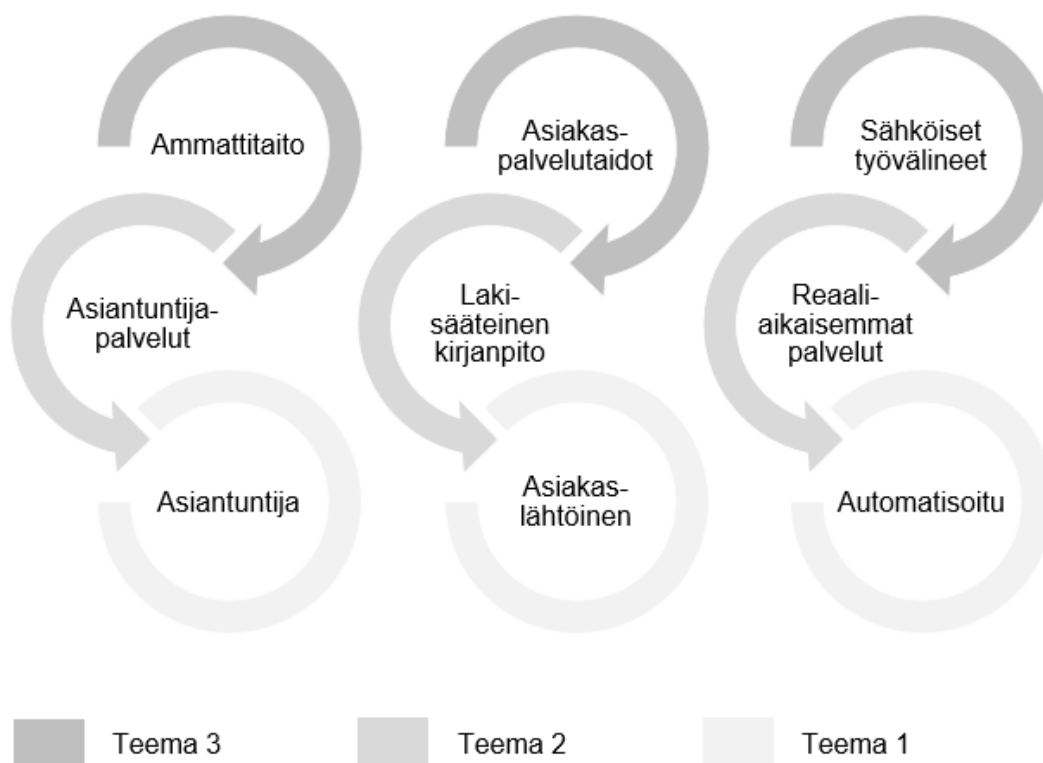 Ammattitaito
Asiakas-
palvelutaidot
Sähköiset
työvälineet
Asiantuntija-
palvelut
Laki-
sääteinen
kirjanpito
Reaali-
aikaisemmat
palvelut
Asiantuntija
Asiakas-
lähtöinen
Automatisoitu
Teema 3
Teema 2
Teema 1